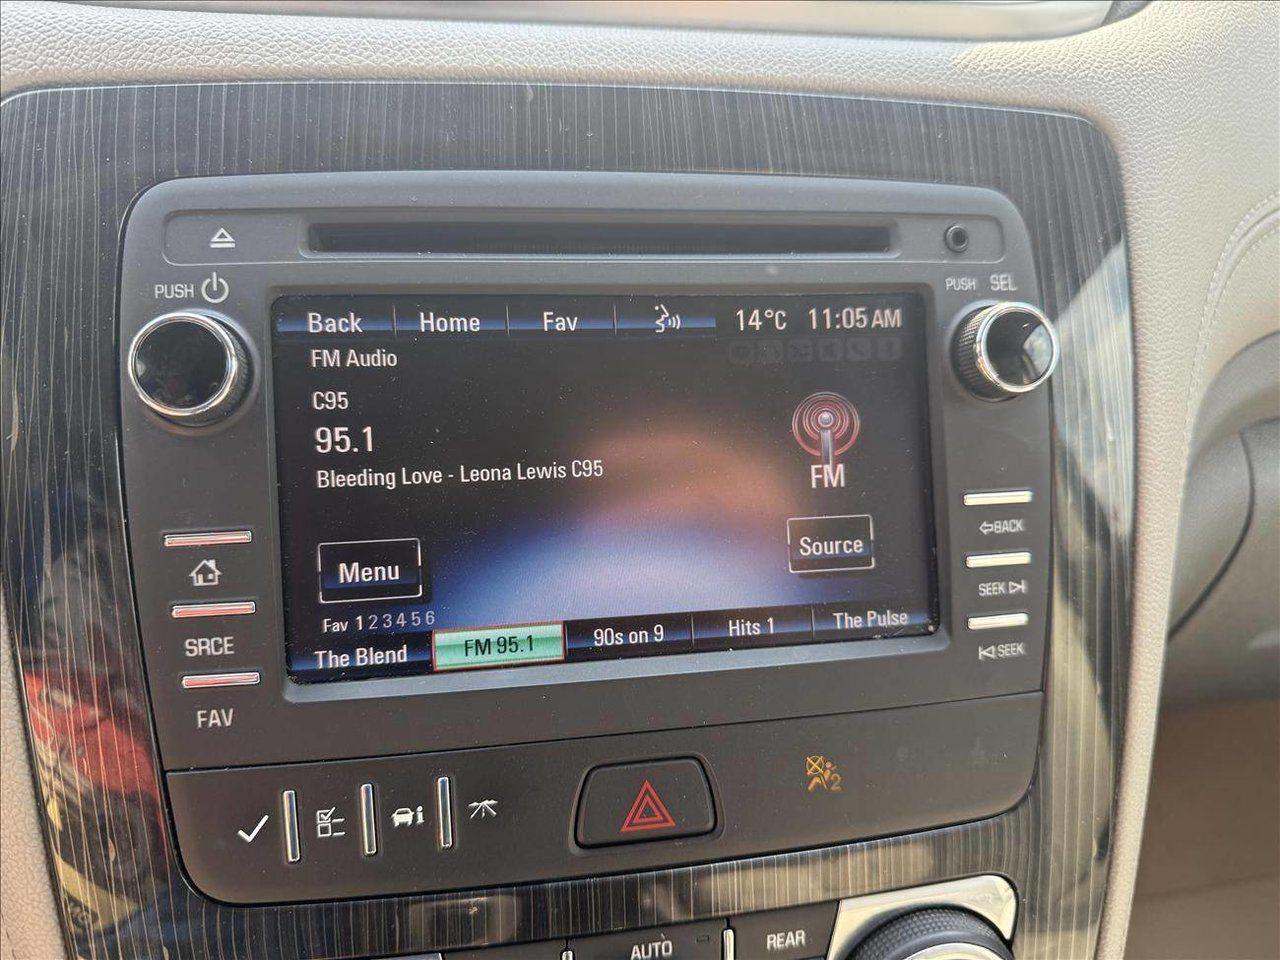 PUSH
PUSH SEL
Back Home Fav 14°C 11:05 AM
FM Audio
C95
95.1
Bleeding Love - Leona Lewis C95
FM
Menu
Source
Fav 1 2 3 4 5 6
The Blend FM 95.1 90s on 9 Hits 1 The Pulse
SRCE
FAV
BACK
SEEK
SEEK
2
AUTO
REAR